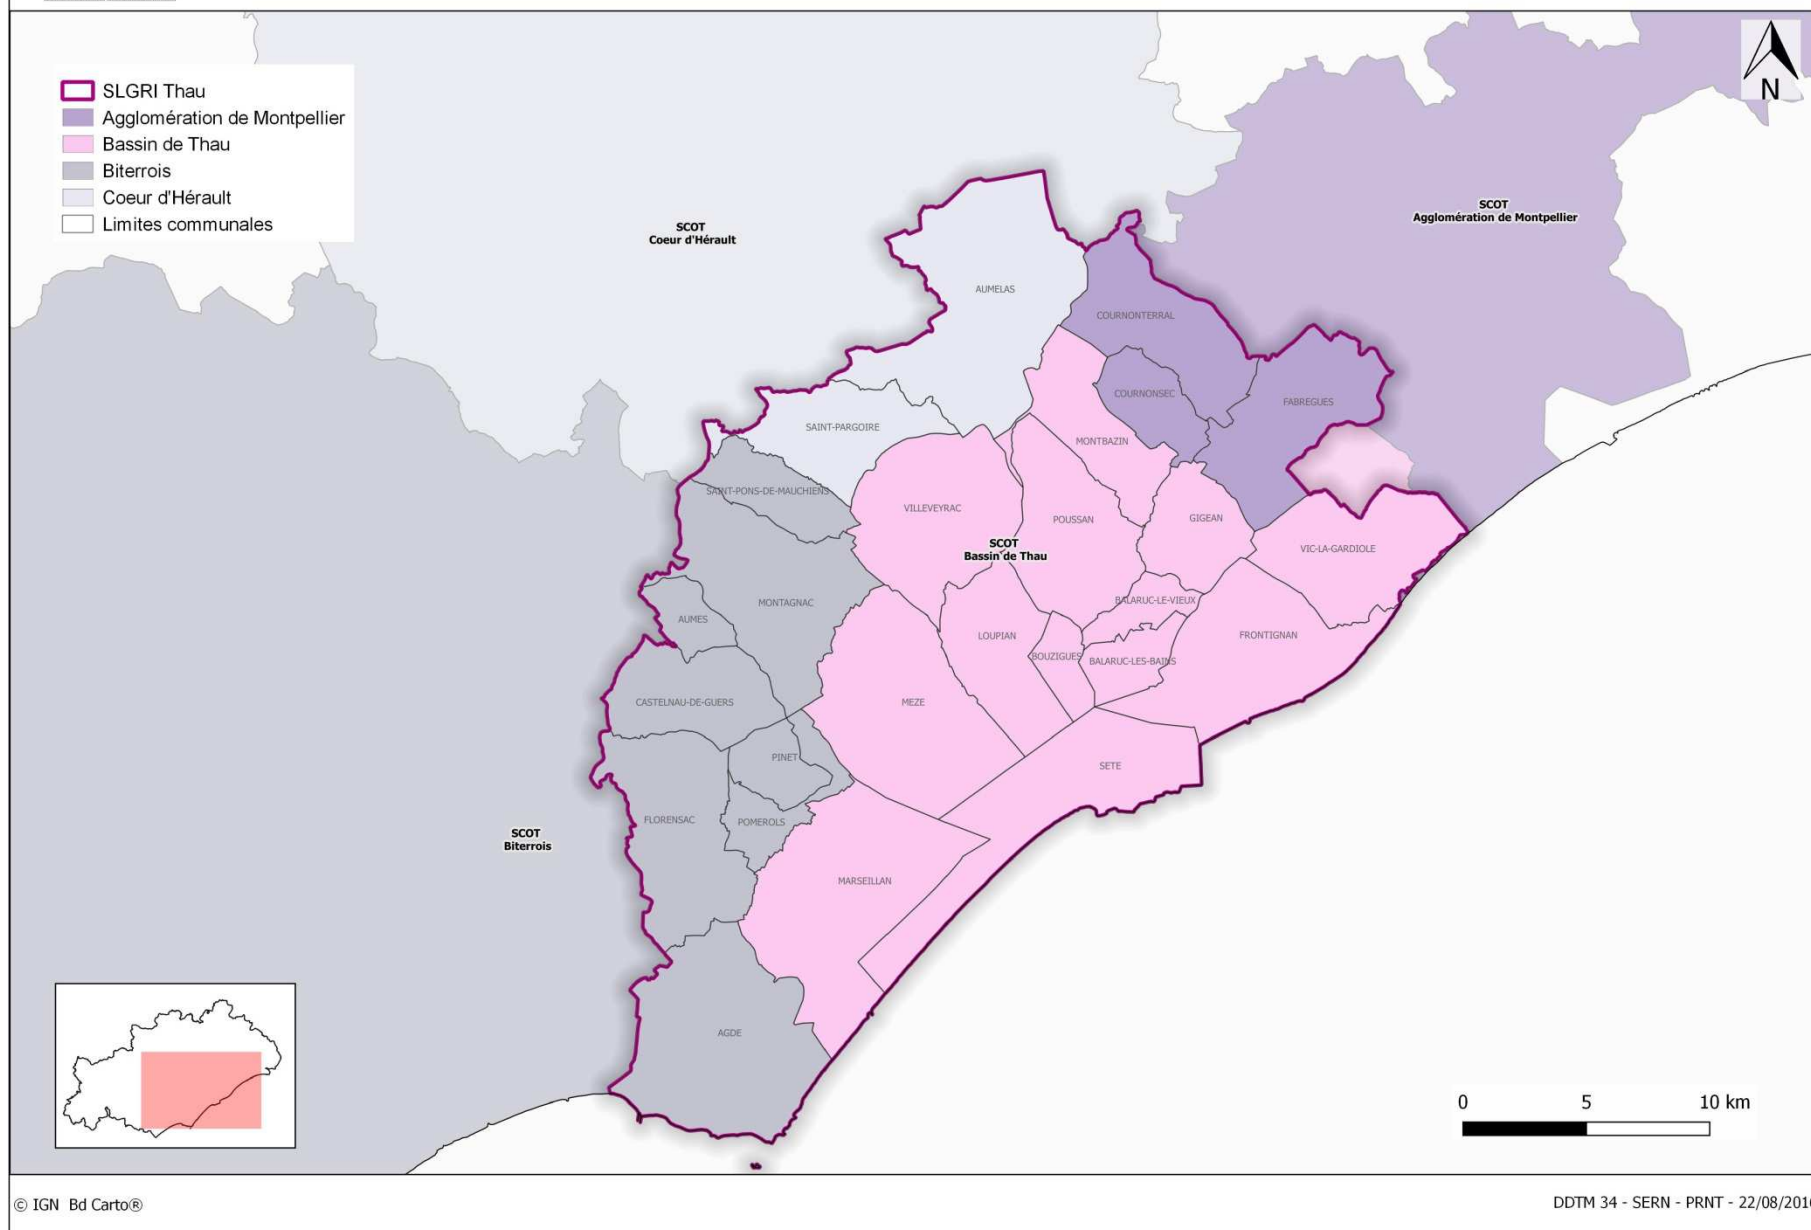 SLGRI Thau
Agglomération de Montpellier
Bassin de Thau
Biterrois
Coeur d'Hérault
Limites communales
N
SCOT
Agglomération de Montpellier
SCOT
Coeur d'Hérault
AUMELAS
COURNONTERRAL
COURNONSEC
FABREGUES
SAINT-PARGOIRE
MONTBAZIN
SAINT-PONS-DE-MAUCHIENS
VILLEVEYRAC
POUSSAN
GIGEAN
SCOT
Bassin de Thau
VIC-LA-GARDIOLE
MONTAGNAC
BALARUC-LE-VIEUX
AUMES
LOUPIAN
FRONTIGNAN
BOUZIGUES
BALARUC-LES-BAINS
CASTELNAU-DE-GUERS
MEZE
PINET
SETE
FLORENSAC
POMEROLS
SCOT
Biterrois
MARSEILLAN
AGDE
0 5 10 km
© IGN Bd Carto®
DDTM 34 - SERN - PRNT - 22/08/2016